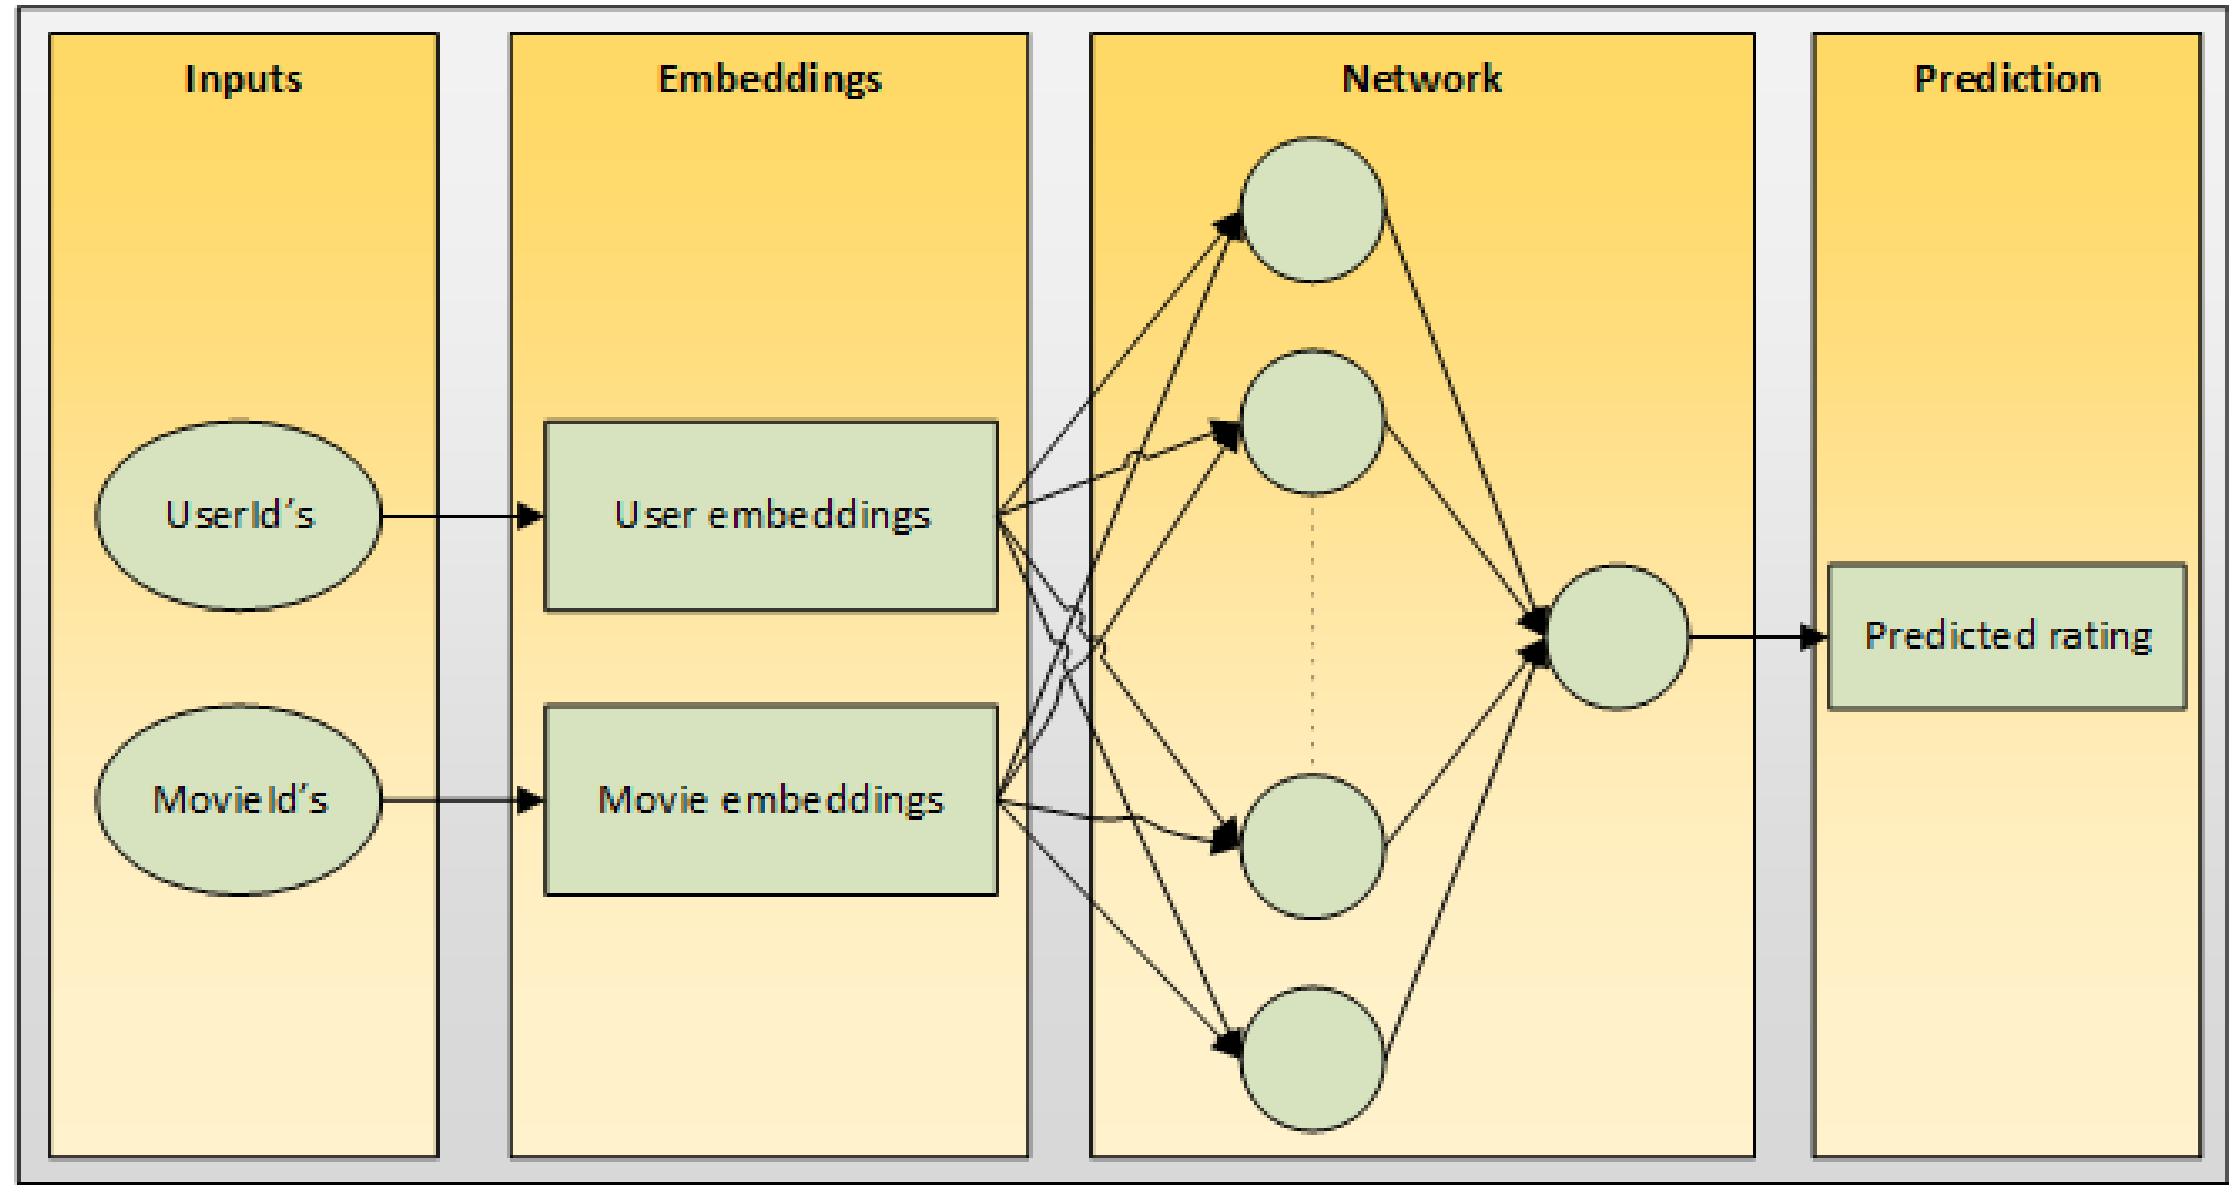 Inputs
Embeddings
Network
Prediction
UserId´s
User embeddings
Predicted rating
MovieId´s
Movie embeddings